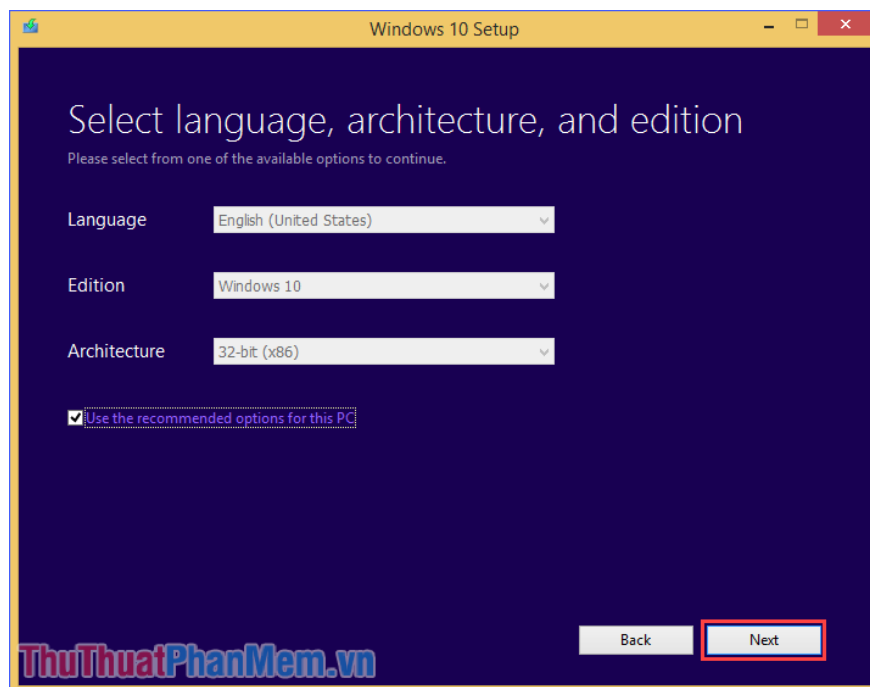 Windows 10 Setup
Select language, architecture, and edition
Please select from one of the available options to continue.
Language English (United States)
Edition Windows 10
Architecture 32-bit (x86)
Use the recommended options for this PC
Back Next
ThuThuatPhanMem.vn